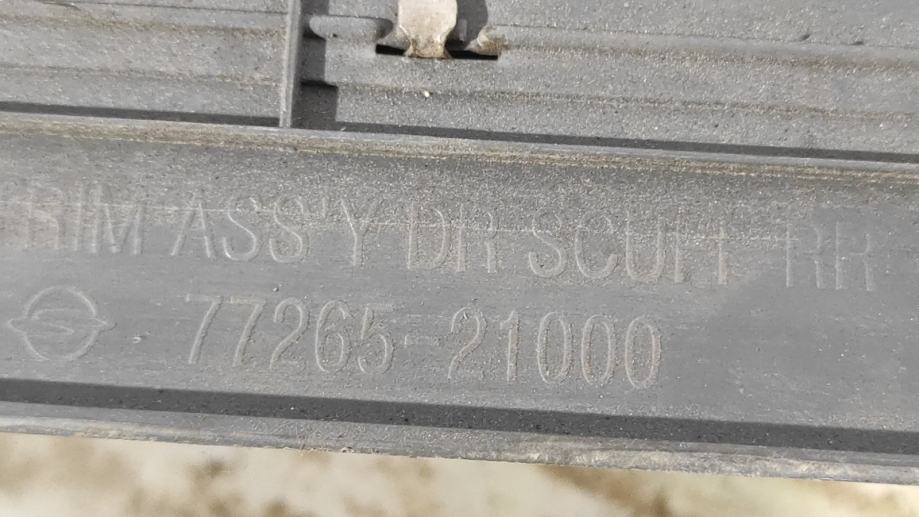 RIM ASS'Y DR SCUFF RR
77265-21000